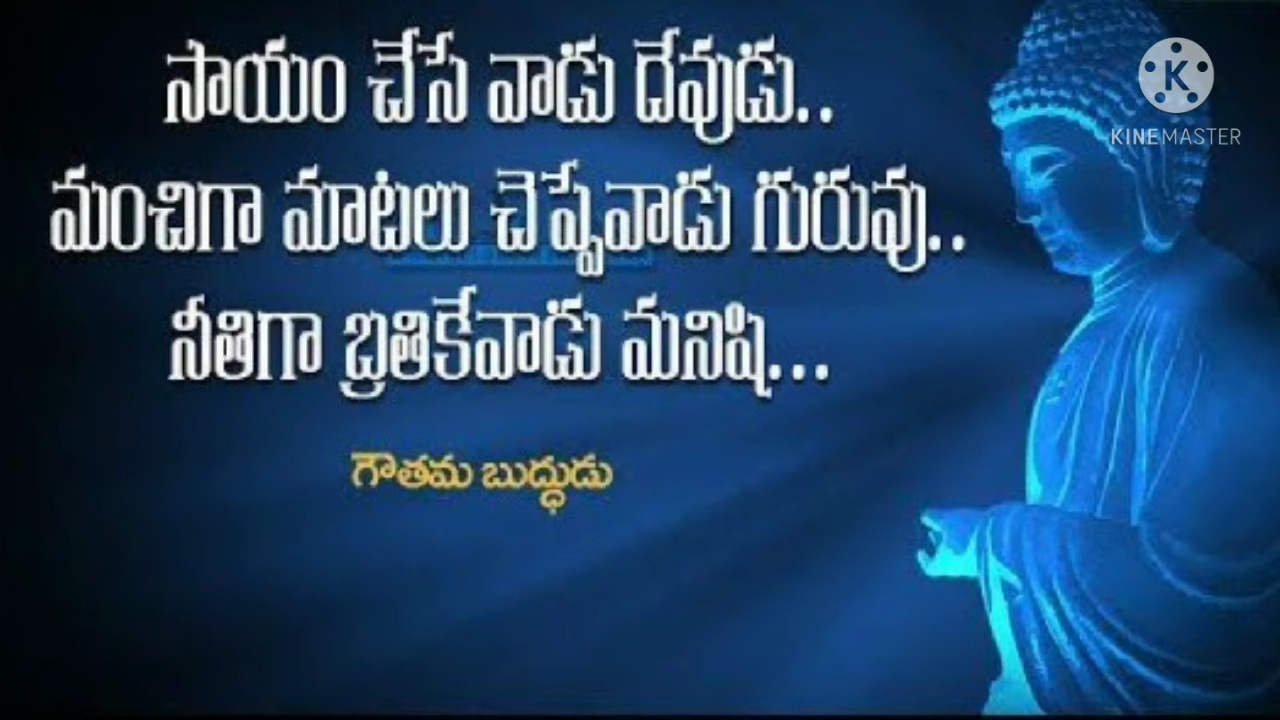 సాయం చేసే వాడు దేవుడు..
మంచిగా మాటలు చెప్పేవాడు గురువు..
నీతిగా బ్రతికేవాడు మనిషి...
గౌతమ బుద్ధుడు
K
KINEMASTER